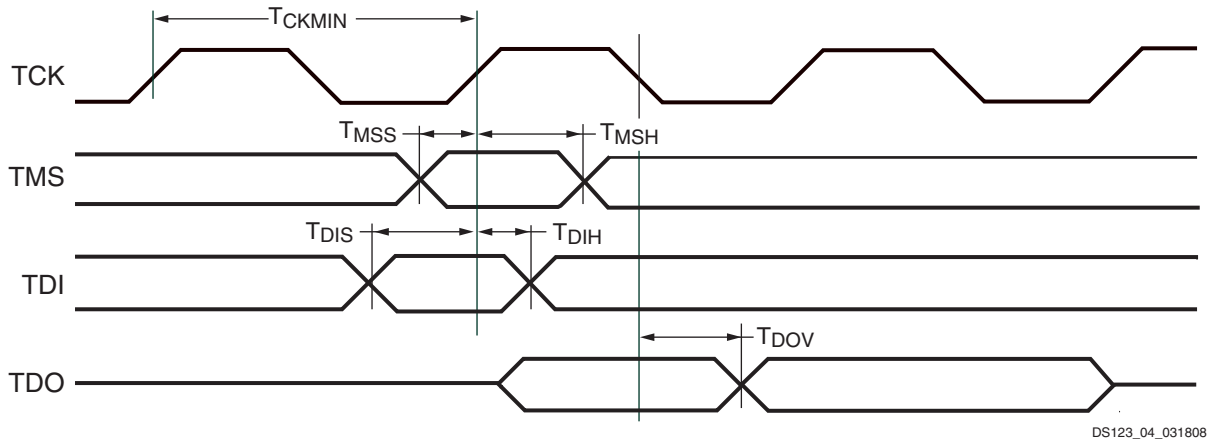 TCKMIN
TCK
TMSS
TMSH
TMS
TDIS
TDIH
TDI
TDOV
TDO
DS123_04_031808